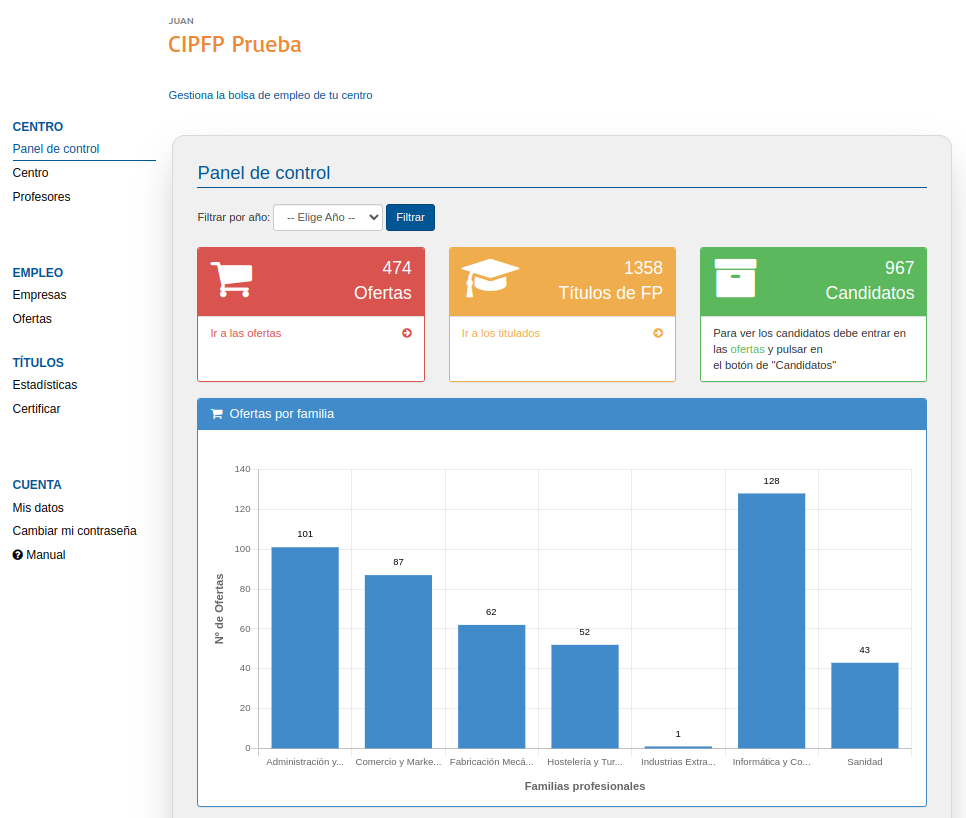 JUAN
CIPFP Prueba
Gestiona la bolsa de empleo de tu centro
CENTRO
Panel de control
Centro
Profesores
EMPLEO
Empresas
Ofertas
TÍTULOS
Estadísticas
Certificar
CUENTA
Mis datos
Cambiar mi contraseña
Manual
Panel de control
Filtrar por año: -- Elige Año -- Filtrar
474
Ofertas
Ir a las ofertas
1358
Títulos de FP
Ir a los titulados
967
Candidatos
Para ver los candidatos debe entrar en
las ofertas y pulsar en
el botón de "Candidatos"
Ofertas por familia
Nº de Ofertas
140
120
100
80
60
40
20
0
101
87
62
52
1
128
43
Administración y... Comercio y Marke... Fabricación Mecá... Hostelería y Tur... Industrias Extra... Informática y Co... Sanidad
Familias profesionales